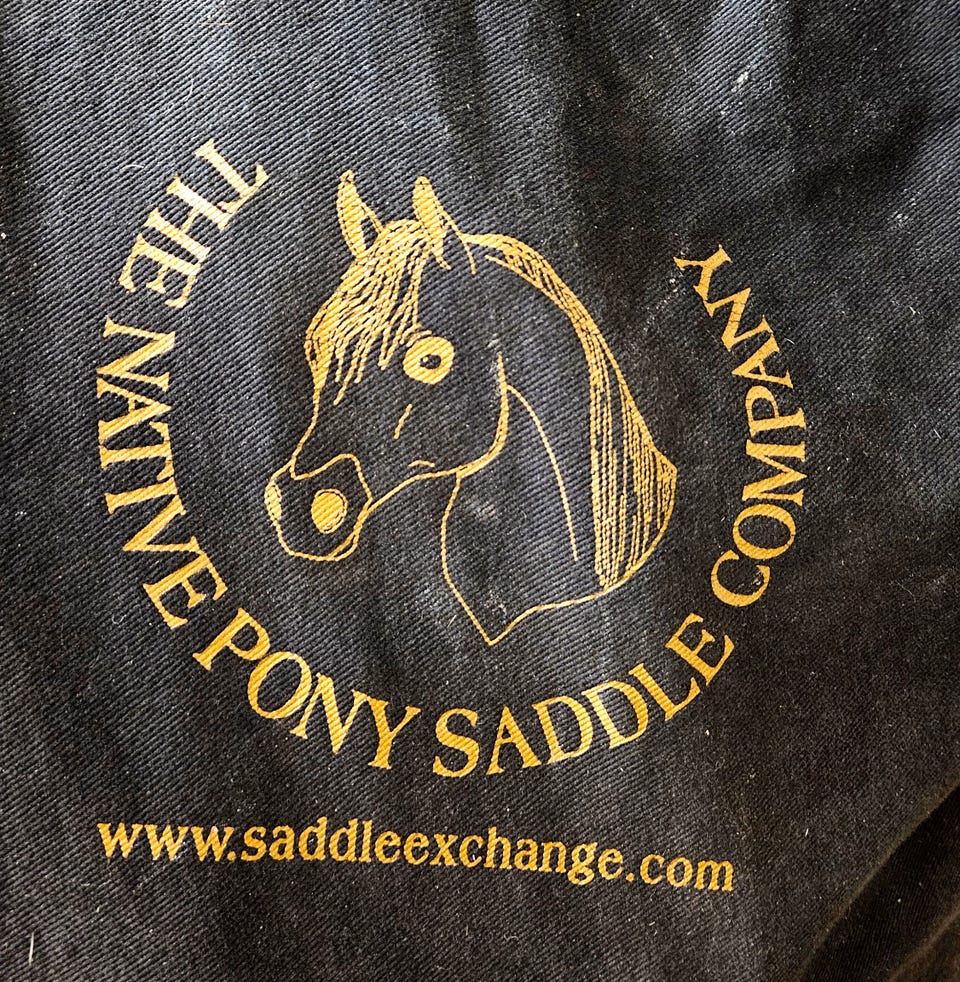 THE NATIVE PONY SADDLE COMPANY
www.saddleexchange.com